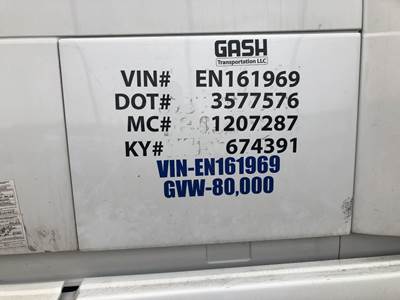 GASH
Transportation LLC
VIN# EN161969
DOT# 3577576
MC# 1207287
KY# 674391
VIN-EN161969
GVW-80,000